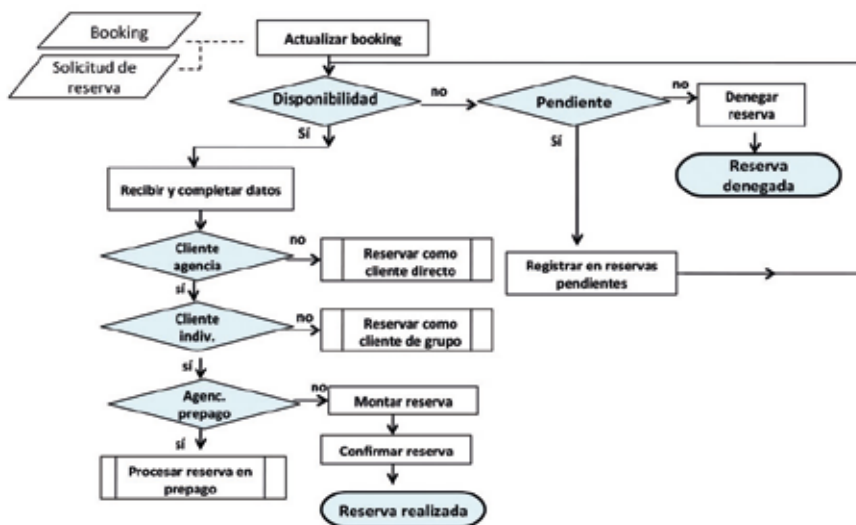 Booking
Solicitud de
reserva
Actualizar booking
Disponibilidad
no
Pendiente
no
Denegar
reserva
Sí
Sí
Reserva
denegada
Recibir y completar datos
Cliente
agencia
no
Reservar como
cliente directo
Registrar en reservas
pendientes
sí
Cliente
indiv.
no
Reservar como
cliente de grupo
sí
Agenc.
prepago
no
Montar reserva
sí
Confirmar reserva
Procesar reserva en
prepago
Reserva realizada